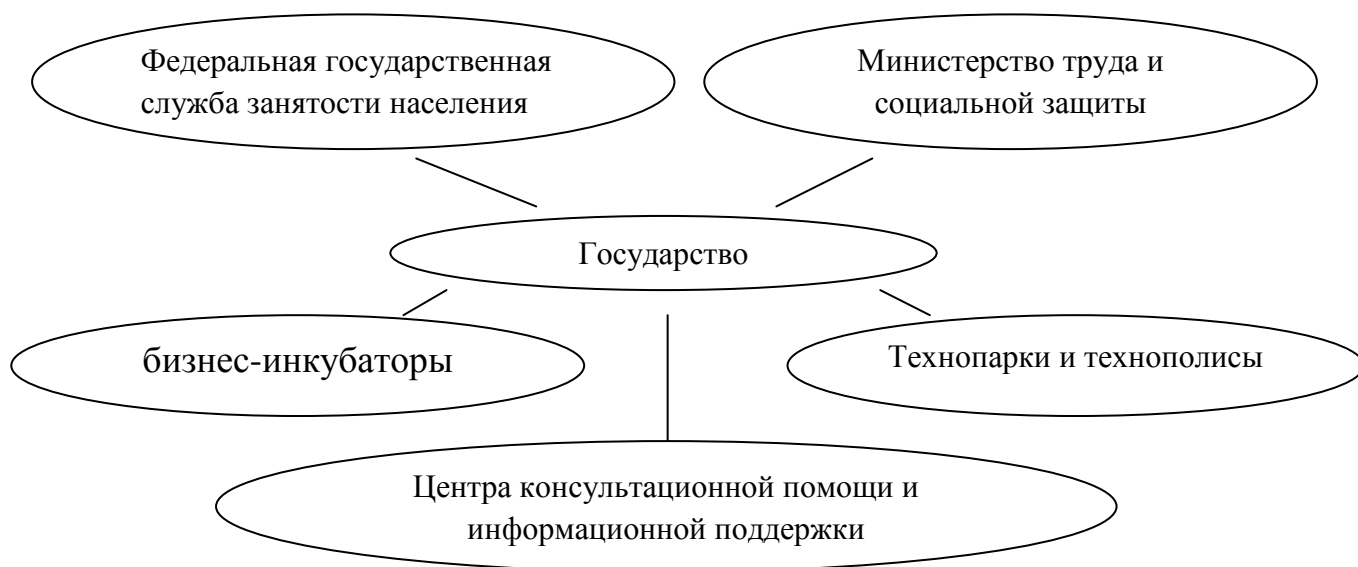 Федеральная государственная
служба занятости населения
Министерство труда и
социальной защиты
Государство
бизнес-инкубаторы
Технопарки и технополисы
Центра консультационной помощи и
информационной поддержки